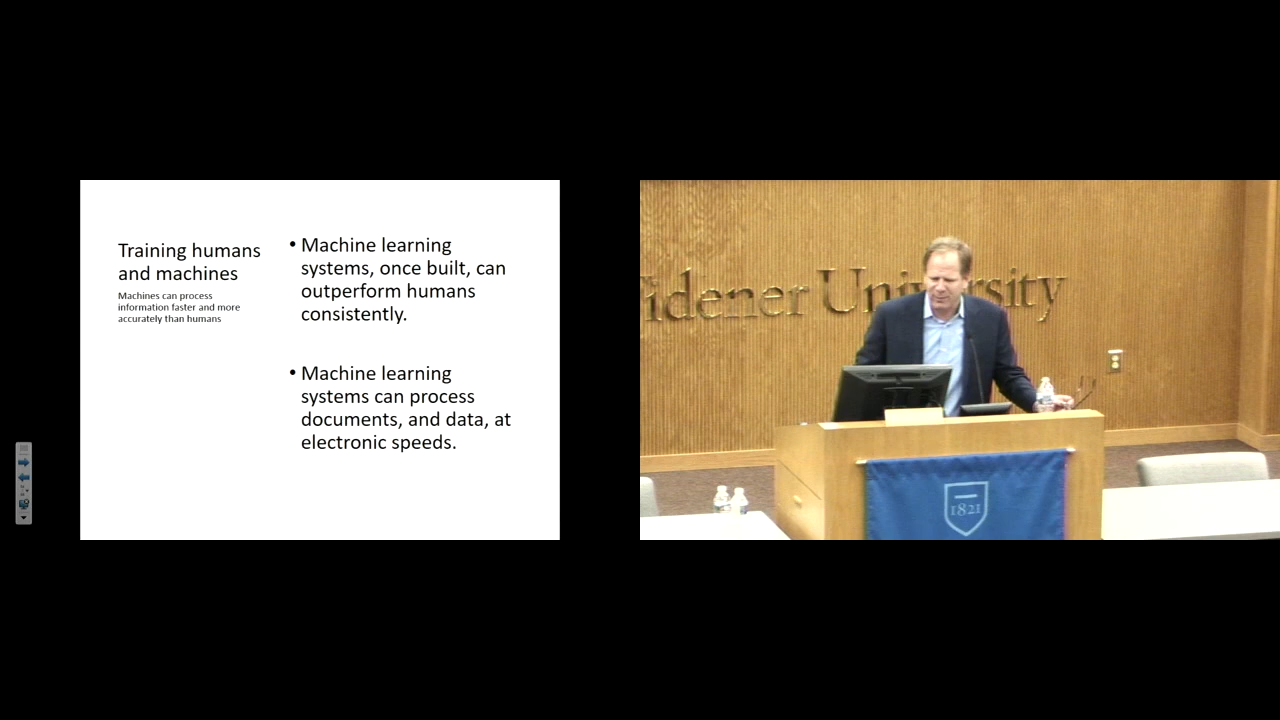 Training humans
and machines
Machines can process
information faster and more
accurately than humans
• Machine learning
systems, once built, can
outperform humans
consistently.
• Machine learning
systems can process
documents, and data, at
electronic speeds.
idener University
1821